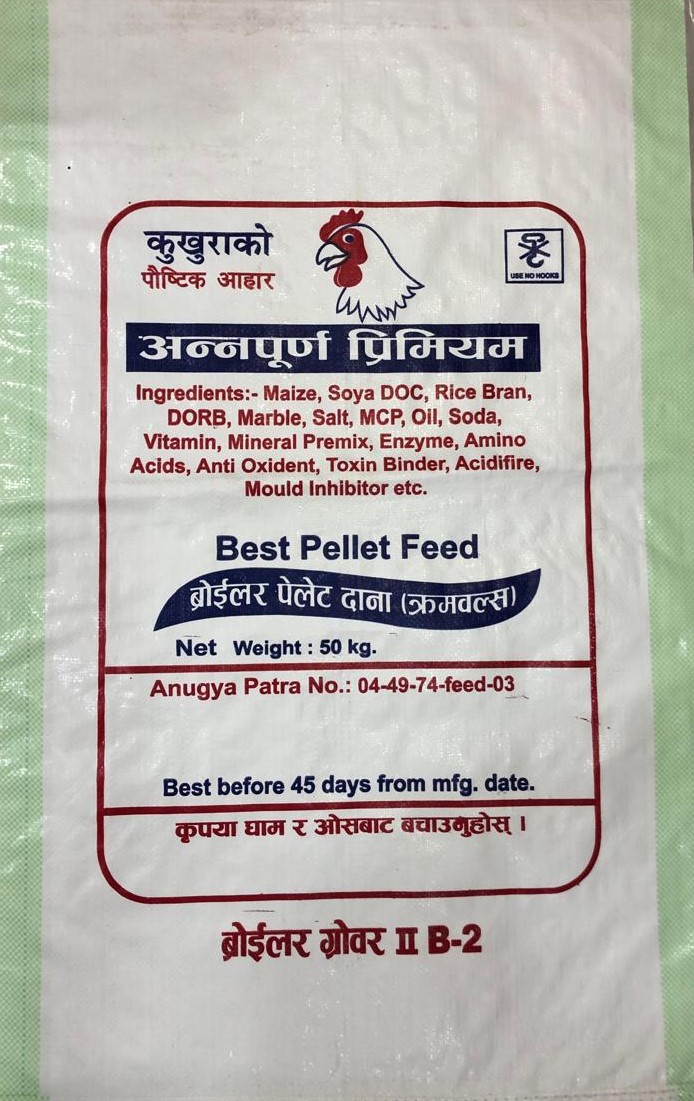 कुखुराको
पौष्टिक आहार
USE NO HOOKS
अन्नपूर्ण प्रिमियम
Ingredients:- Maize, Soya DOC, Rice Bran,
DORB, Marble, Salt, MCP, Oil, Soda,
Vitamin, Mineral Premix, Enzyme, Amino
Acids, Anti Oxident, Toxin Binder, Acidifire,
Mould Inhibitor etc.
Best Pellet Feed
ब्रोईलर पेलेट दाना (क्रमवल्स)
Net Weight : 50 kg.
Anugya Patra No.: 04-49-74-feed-03
Best before 45 days from mfg. date.
कृपया घाम र ओसबाट बचाउनुहोस् ।
ब्रोईलर ग्रोवर II B-2